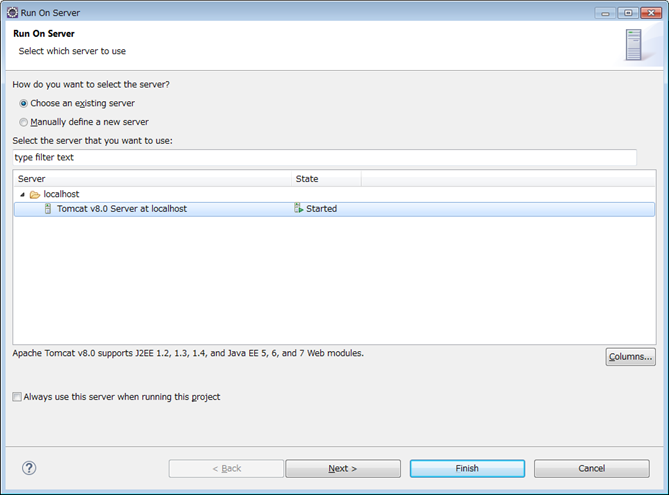 Run On Server
Run On Server
Select which server to use
How do you want to select the server?
Choose an existing server
Manually define a new server
Select the server that you want to use:
type filter text
Server State
localhost
Tomcat v8.0 Server at localhost Started
Apache Tomcat v8.0 supports J2EE 1.2, 1.3, 1.4, and Java EE 5, 6, and 7 Web modules.
Columns...
Always use this server when running this project
? < Back Next > Finish Cancel